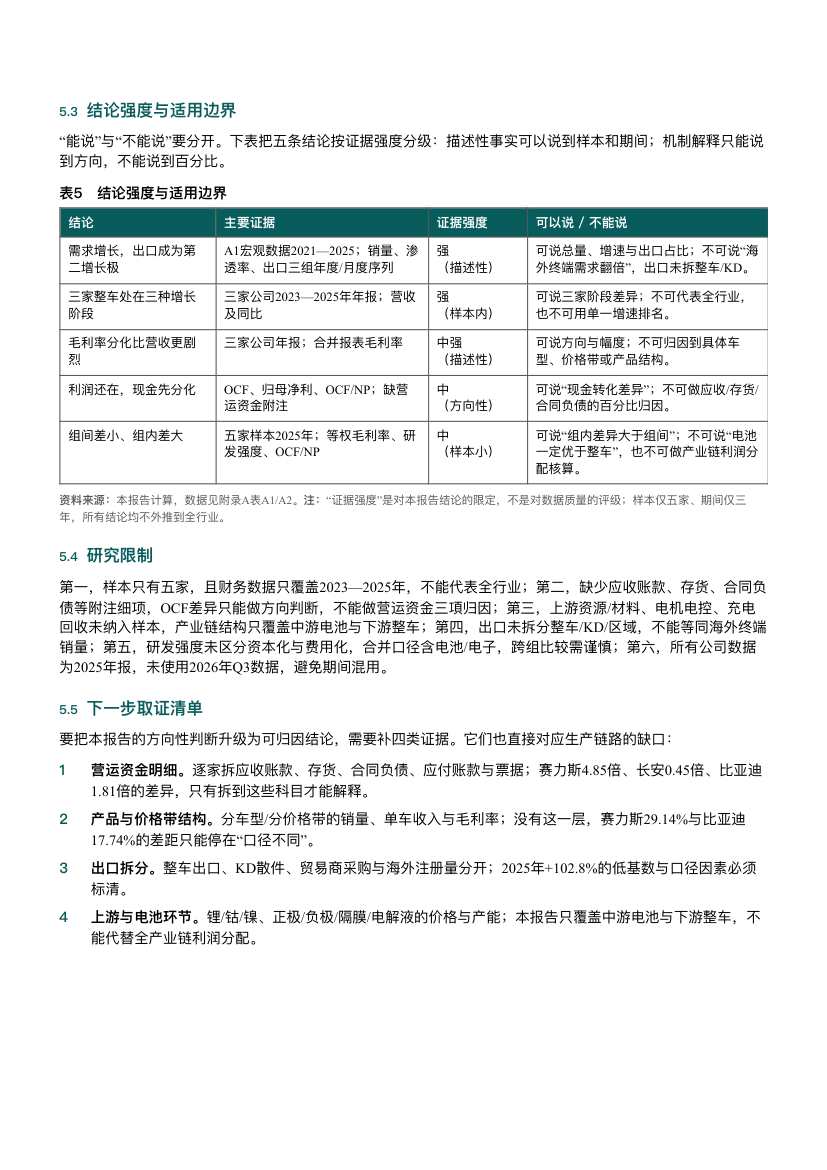 5.3 结论强度与适用边界
“能说”与“不能说”要分开。下表把五条结论按证据强度分级：描述性事实可以说到样本和期间；机制解释只能说
到方向，不能说到百分比。
表5 结论强度与适用边界
结论 主要证据 证据强度 可以说 / 不能说
需求增长，出口成为第
二增长极
A1宏观数据2021—2025；销量、渗
透率、出口三组年度/月度序列
强
（描述性）
可说总量、增速与出口占比；不可说“海
外终端需求翻倍”，出口未拆整车/KD。
三家整车处在三种增长
阶段
三家公司2023—2025年年报；营收
及同比
强
（样本内）
可说三家阶段差异；不可代表全行业，
也不可用单一增速排名。
毛利率分化比营收更剧
烈
三家公司年报；合并报表毛利率
中强
（描述性）
可说方向与幅度；不可归因到具体车
型、价格带或产品结构。
利润还在，现金先分化
OCF、归母净利、OCF/NP；缺营
运资金附注
中
（方向性）
可说“现金转化差异”；不可做应收/存货/
合同负债的百分比归因。
组间差小、组内差大
五家样本2025年；等权毛利率、研
发强度、OCF/NP
中
（样本小）
可说“组内差异大于组间”；不可说“电池
一定优于整车”，也不可做产业链利润分
配核算。
资料来源：本报告计算，数据见附录A表A1/A2。注：“证据强度”是对本报告结论的限定，不是对数据质量的评级；样本仅五家、期间仅三
年，所有结论均不外推到全行业。
5.4 研究限制
第一，样本只有五家，且财务数据只覆盖2023—2025年，不能代表全行业；第二，缺少应收账款、存货、合同负
债等附注细项，OCF差异只能做方向判断，不能做营运资金三项归因；第三，上游资源/材料、电机电控、充电
回收未纳入样本，产业链结构只覆盖中游电池与下游整车；第四，出口未拆分整车/KD/区域，不能等同海外终端
销量；第五，研发强度未区分资本化与费用化，合并口径含电池/电子，跨组比较需谨慎；第六，所有公司数据
为2025年报，未使用2026年Q3数据，避免期间混用。
5.5 下一步取证清单
要把本报告的方向性判断升级为可归因结论，需要补四类证据。它们也直接对应生产链路的缺口：
1 营运资金明细。逐家拆应收账款、存货、合同负债、应付账款与票据；赛力斯4.85倍、长安0.45倍、比亚迪
1.81倍的差异，只有拆到这些科目才能解释。
2 产品与价格带结构。分车型/分价格带的销量、单车收入与毛利率；没有这一层，赛力斯29.14%与比亚迪
17.74%的差距只能停在“口径不同”。
3 出口拆分。整车出口、KD散件、贸易商采购与海外注册量分开；2025年+102.8%的低基数与口径因素必须
标清。
4 上游与电池环节。锂/钴/镍、正极/负极/隔膜/电解液的价格与产能；本报告只覆盖中游电池与下游整车，不
能代替全产业链利润分配。